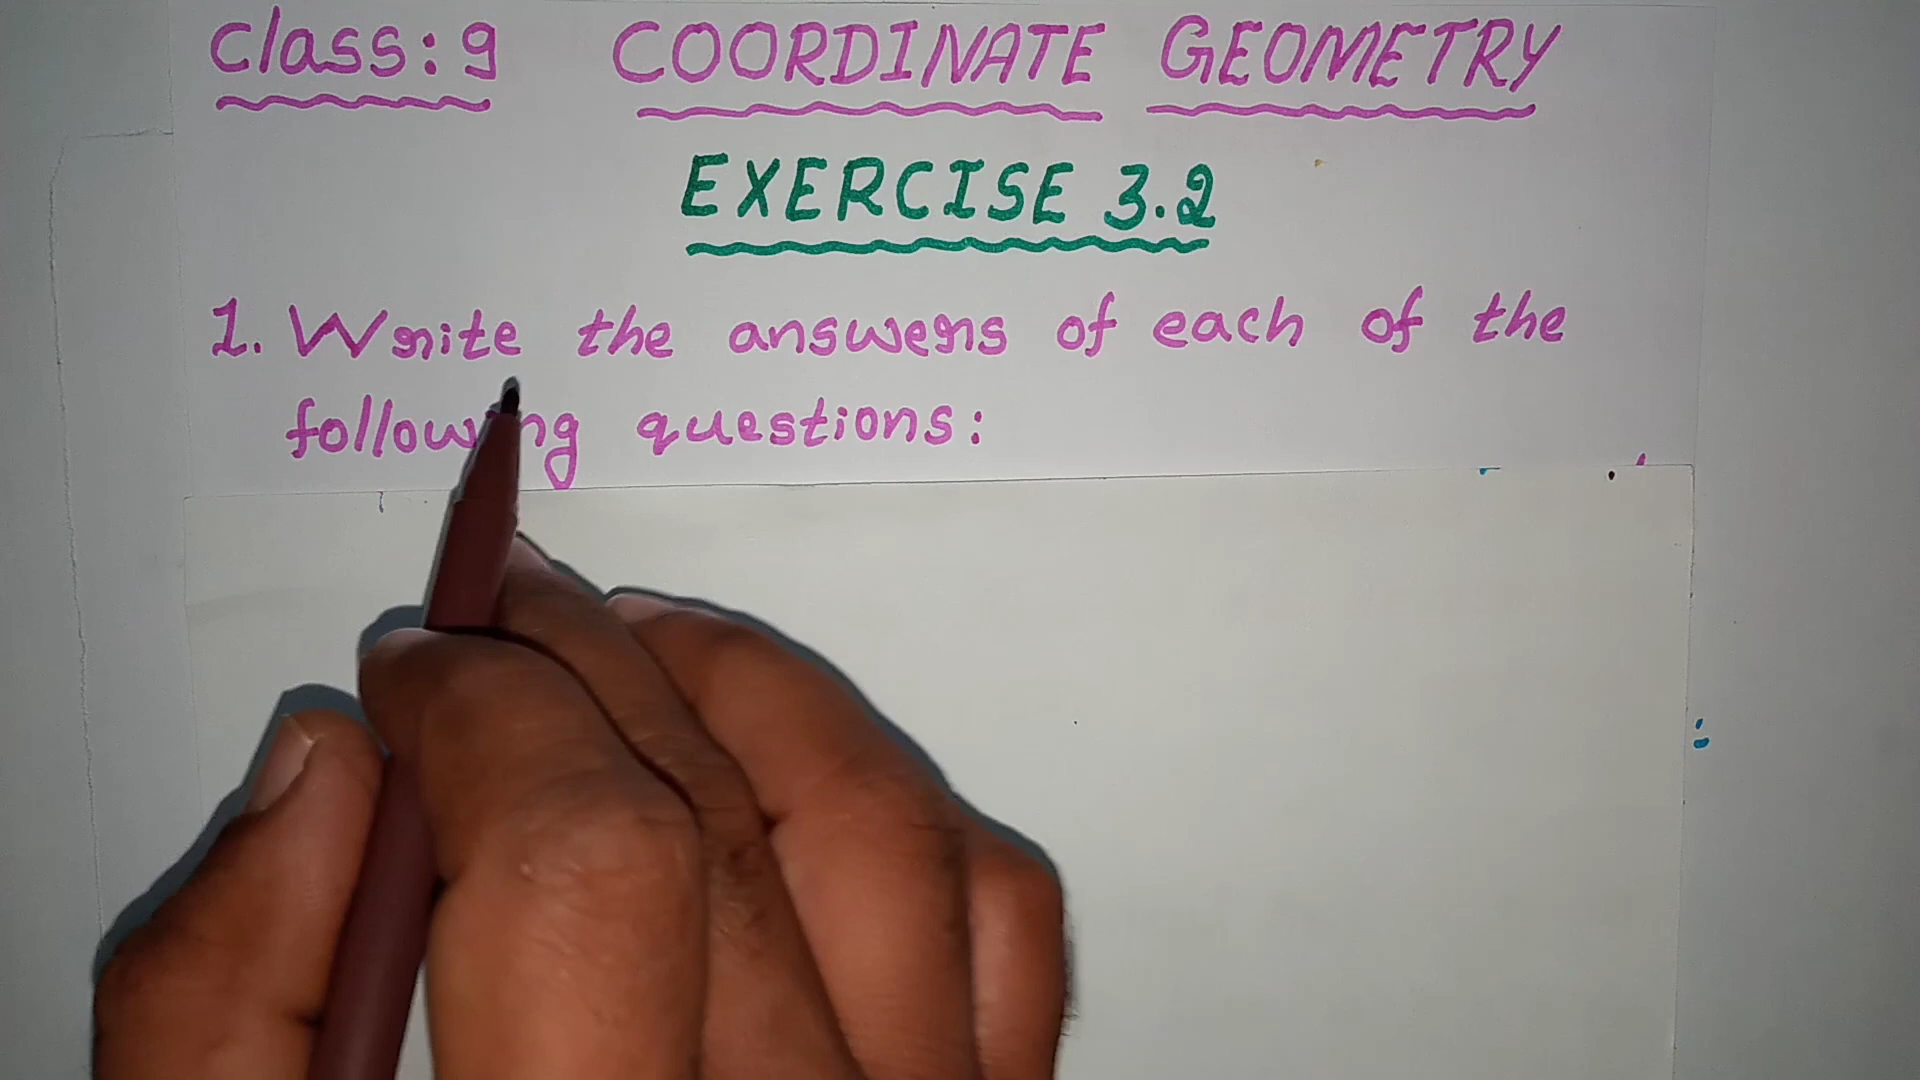 Class: 9 COORDINATE GEOMETRY
EXERCISE 3.2
1. Write the answers of each of the
following questions: